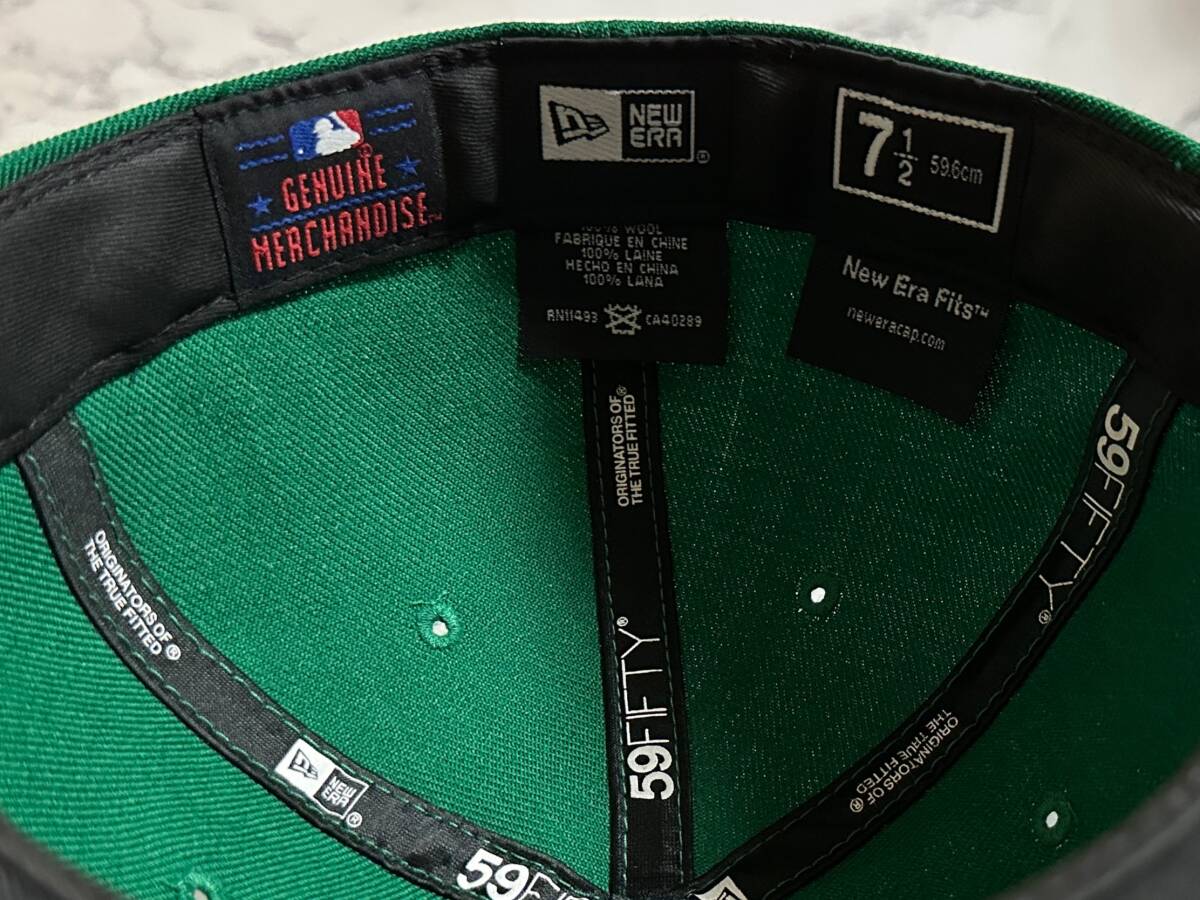 GENUINE
MERCHANDISE™
NEW
ERA®
7 1/2 59.6cm
100% WOOL
FABRIQUE EN CHINE
100% LAINE
HECHO EN CHINA
100% LANA
RN11493 CA40289
New Era Fits™
neweracap.com
ORIGINATORS OF
THE TRUE FITTED®
NEW
ERA®
59FIFTY
ORIGINATORS OF
THE TRUE FITTED®
59FIFTY®
59FIFTY®
ORIGINATORS OF
THE TRUE FITTED®